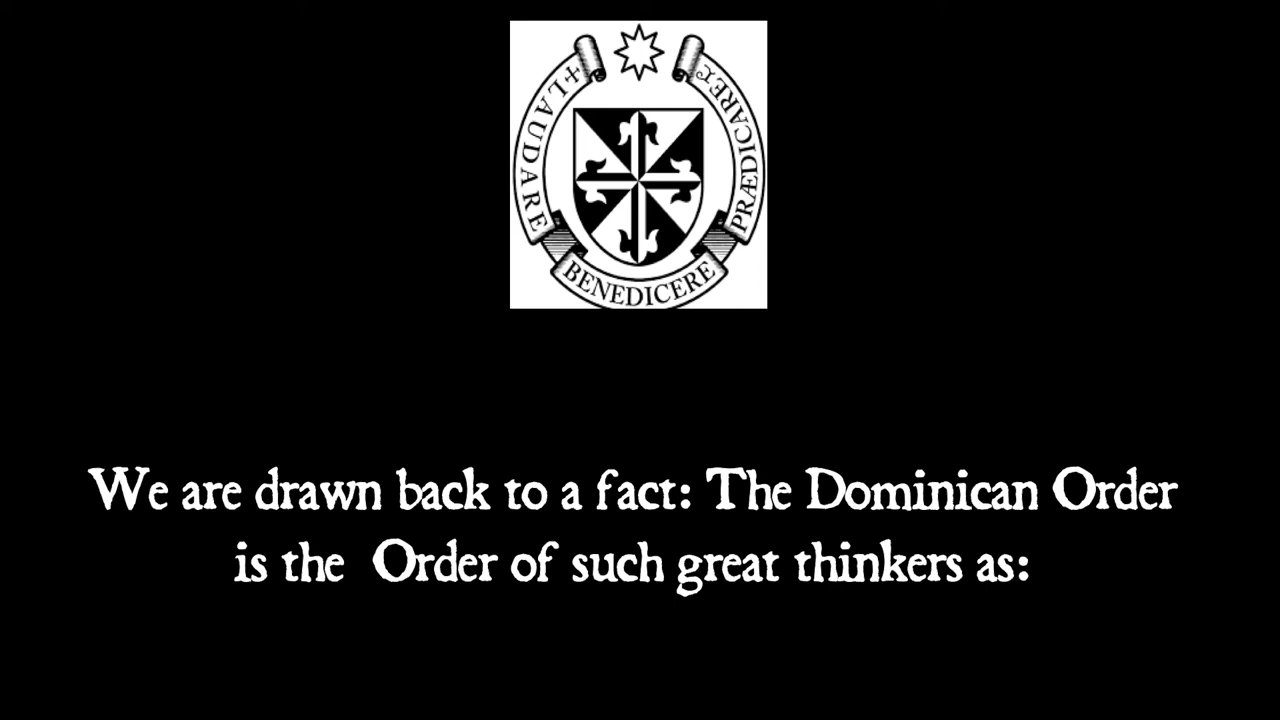 ✝LAUDARE
BENEDICERE
PRÆDICARE
We are drawn back to a fact: The Dominican Order
is the  Order of such great thinkers as: